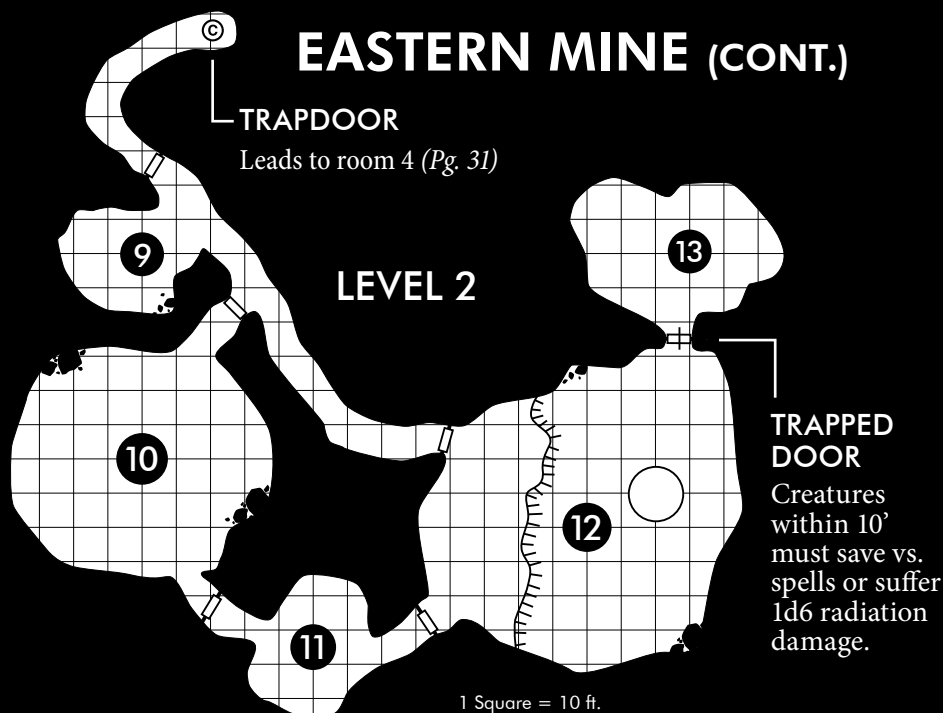 EASTERN MINE (CONT.)
©
TRAPDOOR
Leads to room 4 (Pg. 31)
9
13
LEVEL 2
10
TRAPPED
DOOR
Creatures
within 10’
must save vs.
spells or suffer
1d6 radiation
damage.
12
11
1 Square = 10 ft.